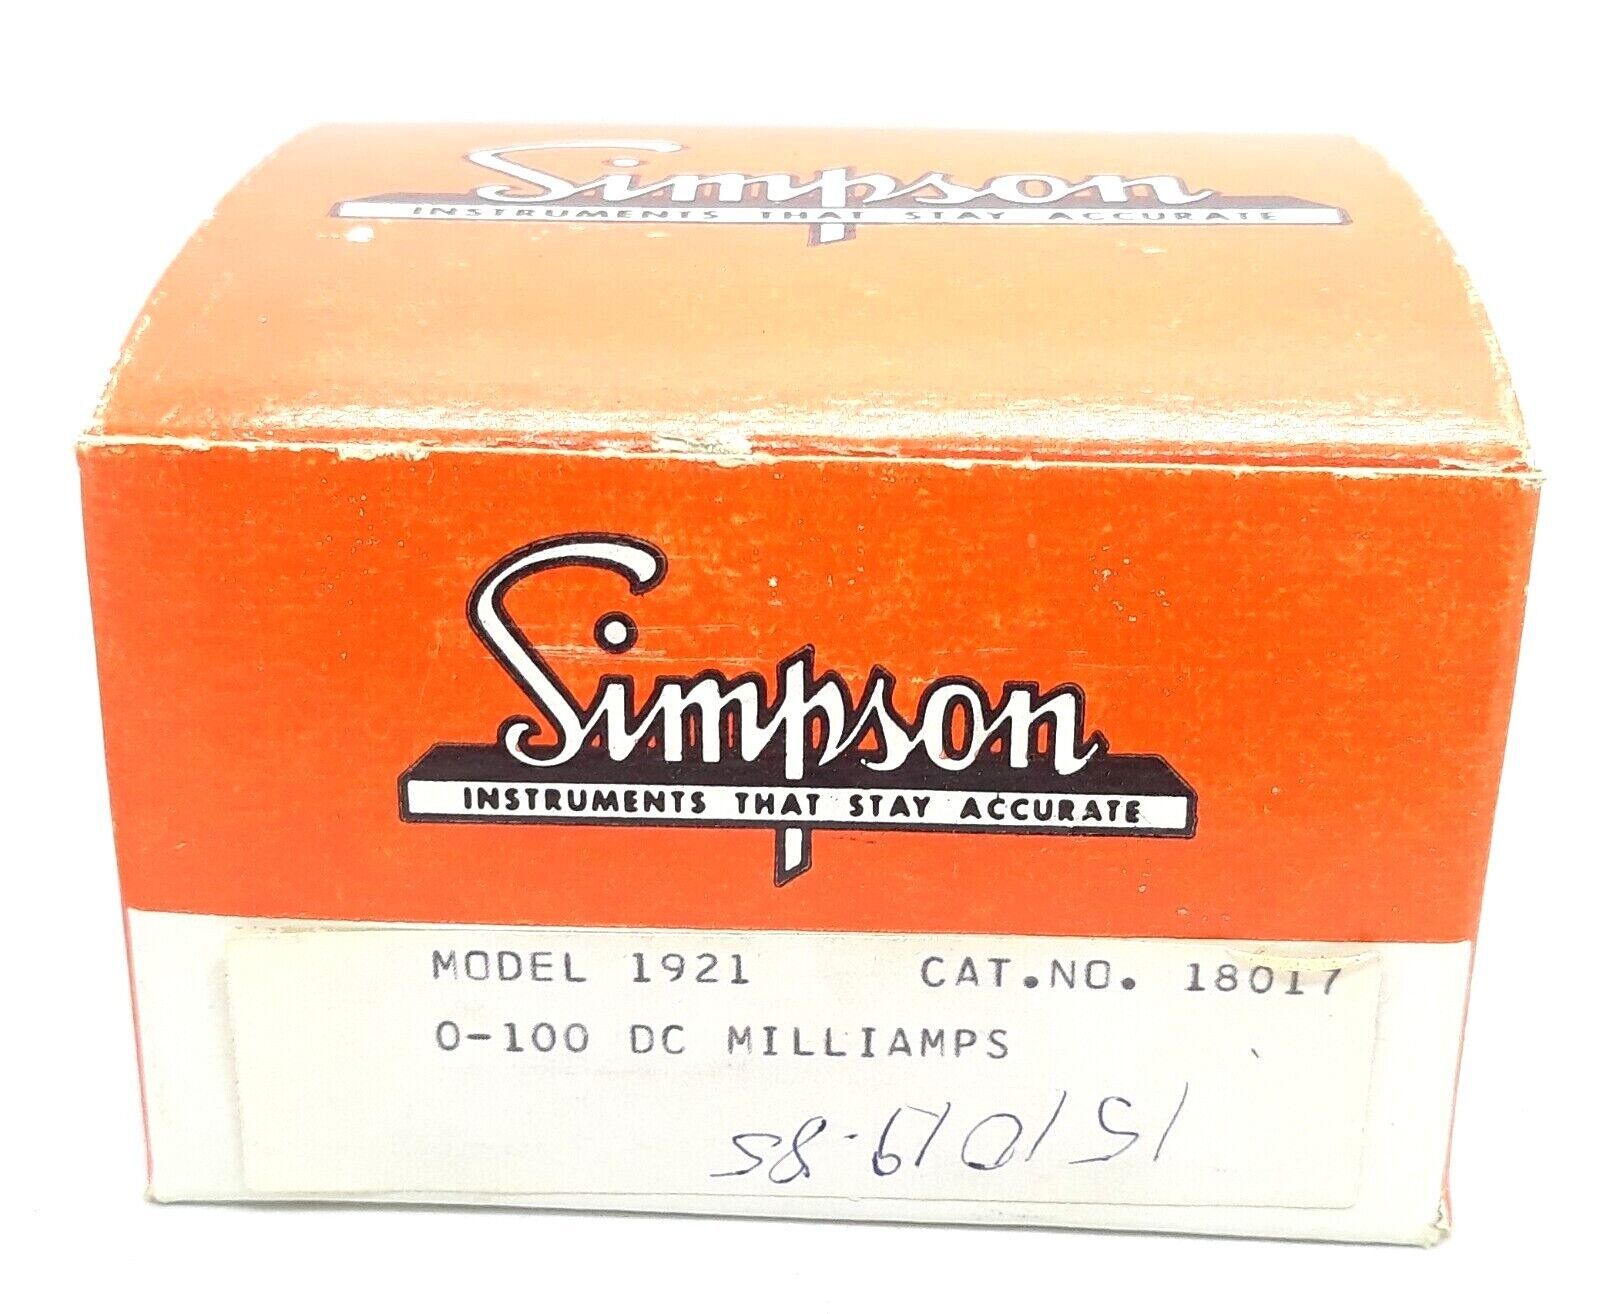 Simpson
INSTRUMENTS THAT STAY ACCURATE
Simpson
INSTRUMENTS THAT STAY ACCURATE
MODEL 1921 CAT.NO. 18017
0-100 DC MILLIAMPS